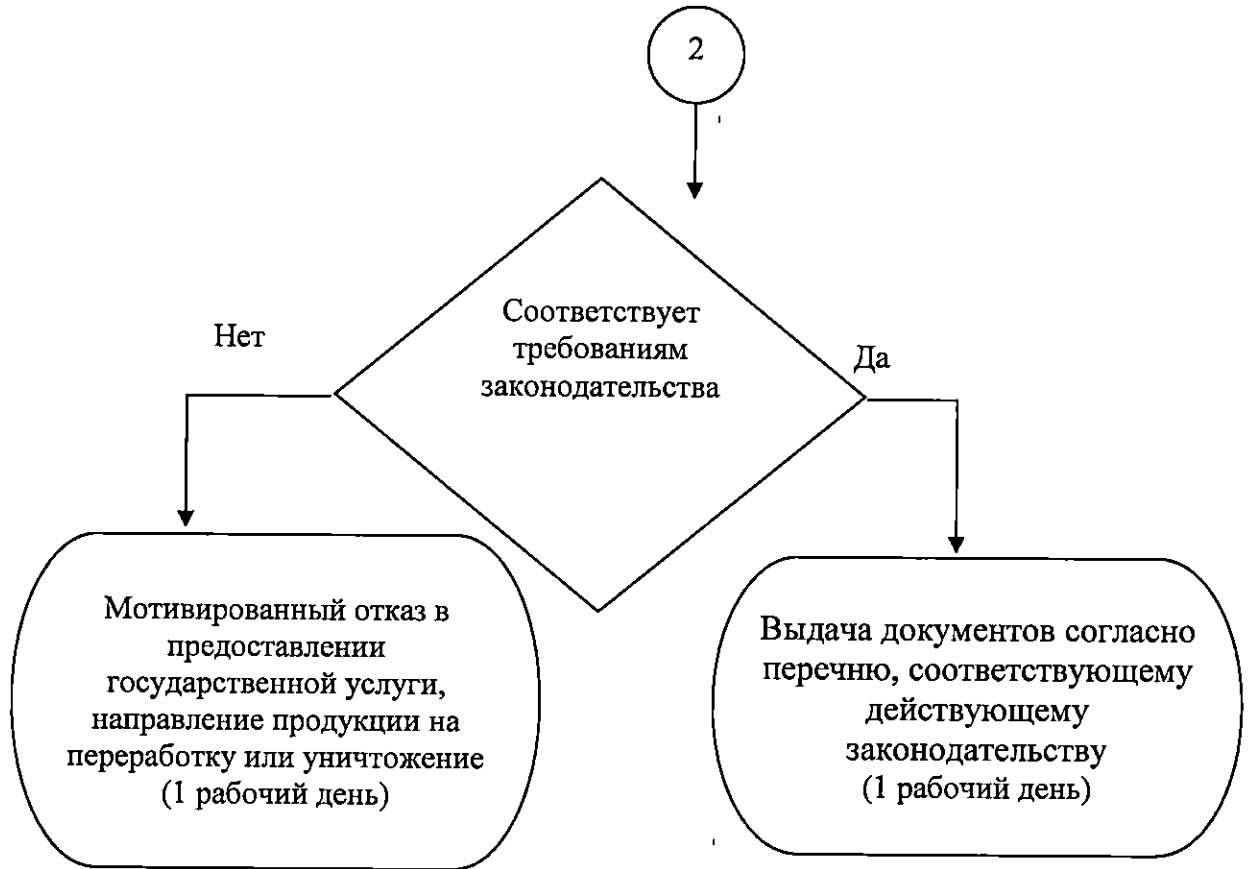 2
Соответствует
требованиям
законодательства
Нет
Да
Мотивированный отказ в
предоставлении
государственной услуги,
направление продукции на
переработку или уничтожение
(1 рабочий день)
Выдача документов согласно
перечню, соответствующему
действующему
законодательству
(1 рабочий день)